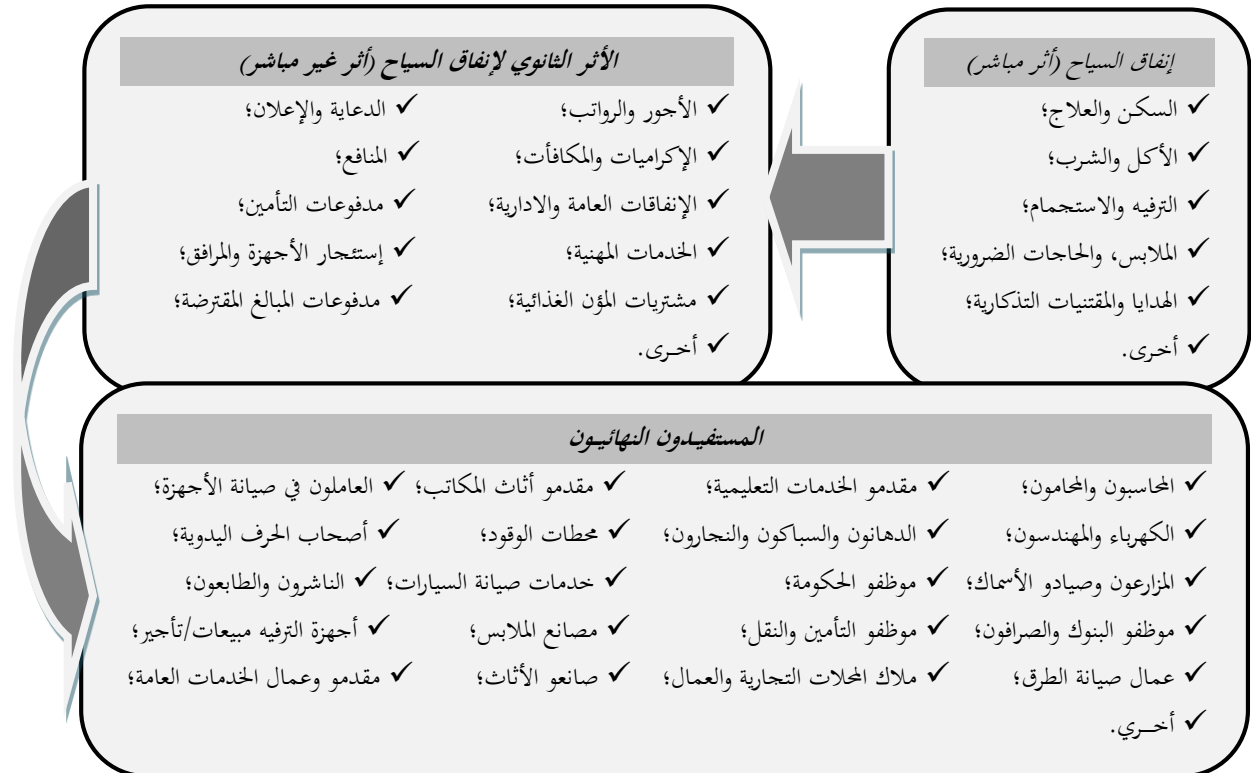 إنفاق السياح (أثر مباشر)
✓ السكن والعلاج؛
✓ الأكل والشرب؛
✓ الترفيه والاستجمام؛
✓ الملابس، والحاجات الضرورية؛
✓ الهدايا والمقتنيات التذكارية؛
✓ أخرى.
الأثر الثانوي لإنفاق السياح (أثر غير مباشر)
✓ الأجور والرواتب؛ ✓ الدعاية والإعلان؛
✓ الإكراميات والمكافأت؛ ✓ المنافع؛
✓ الإنفاقات العامة والادارية؛ ✓ مدفوعات التأمين؛
✓ الخدمات المهنية؛ ✓ إستئجار الأجهزة والمرافق؛
✓ مشتريات المؤن الغذائية؛ ✓ مدفوعات المبالغ المقترضة؛
✓ أخرى.
المستفيدون النهائيون
✓ المحاسبون والمحامون؛ ✓ مقدمو الخدمات التعليمية؛ ✓ مقدمو أثاث المكاتب؛ ✓ العاملون في صيانة الأجهزة؛
✓ الكهرباء والمهندسون؛ ✓ الدهانون والسباكون والنجارون؛ ✓ محطات الوقود؛ ✓ أصحاب الحرف اليدوية؛
✓ المزارعون وصيادو الأسماك؛ ✓ موظفو الحكومة؛ ✓ خدمات صيانة السيارات؛ ✓ الناشرون والطابعون؛
✓ موظفو البنوك والصرافون؛ ✓ موظفو التأمين والنقل؛ ✓ مصانع الملابس؛ ✓ أجهزة الترفيه مبيعات/تأجير؛
✓ عمال صيانة الطرق؛ ✓ ملاك المحلات التجارية والعمال؛ ✓ صانعو الأثاث؛ ✓ مقدمو وعمال الخدمات العامة؛
✓ أخري.